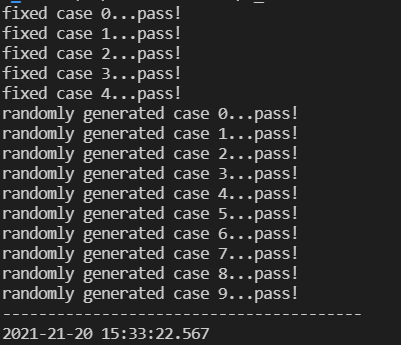 fixed case 0...pass!
fixed case 1...pass!
fixed case 2...pass!
fixed case 3...pass!
fixed case 4...pass!
randomly generated case 0...pass!
randomly generated case 1...pass!
randomly generated case 2...pass!
randomly generated case 3...pass!
randomly generated case 4...pass!
randomly generated case 5...pass!
randomly generated case 6...pass!
randomly generated case 7...pass!
randomly generated case 8...pass!
randomly generated case 9...pass!
----------------------------------------
2021-21-20 15:33:22.567